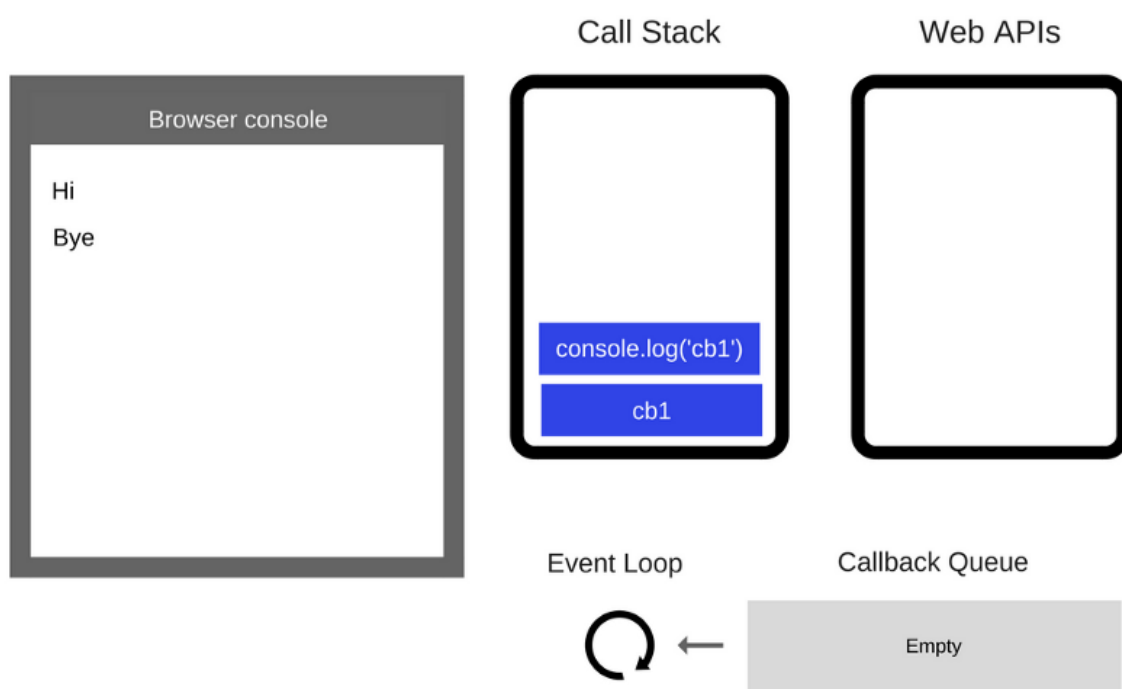 Call Stack
Web APIs
Browser console
Hi
Bye
console.log('cb1')
cb1
Event Loop
Callback Queue
Empty